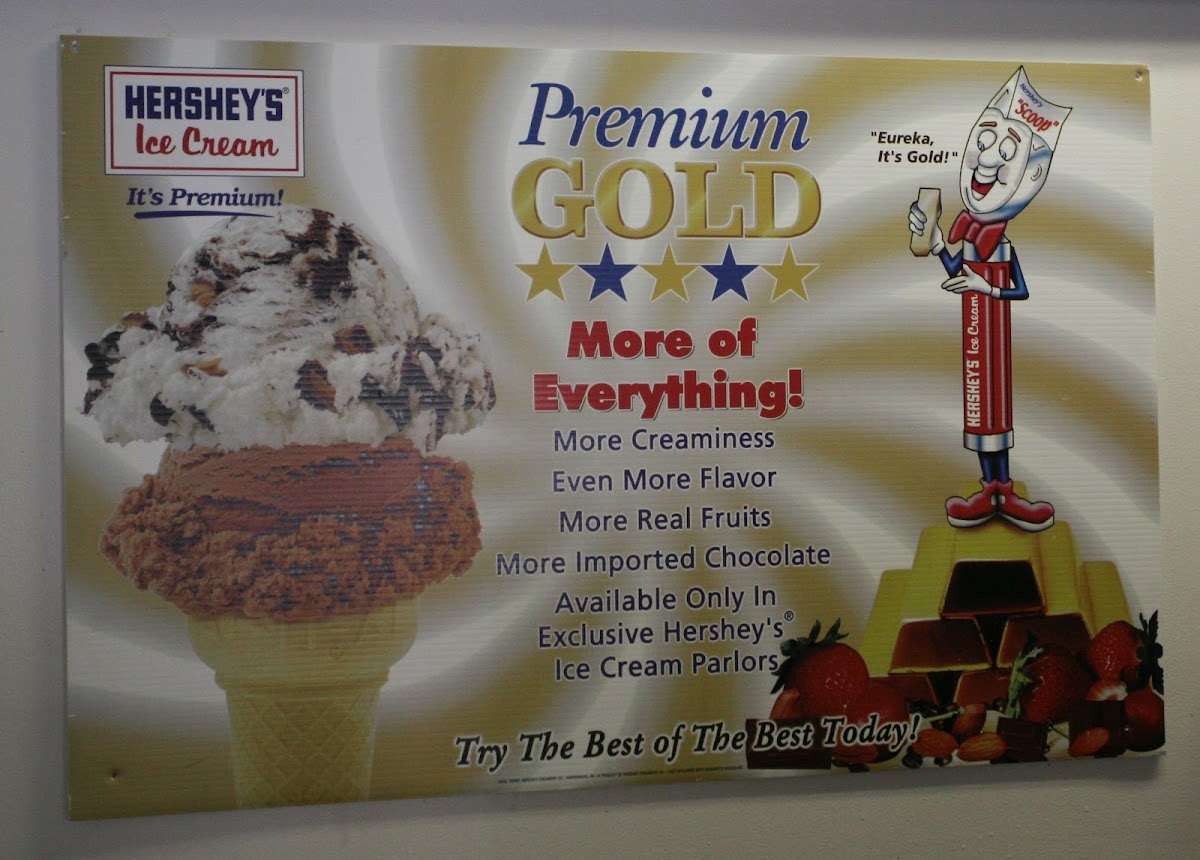 HERSHEY'S®
Ice Cream
It's Premium!
Premium
GOLD
More of
Everything!
More Creaminess
Even More Flavor
More Real Fruits
More Imported Chocolate
Available Only In
Exclusive Hershey's®
Ice Cream Parlors
Try The Best of The Best Today!
"Eureka,
It's Gold!"
Hershey's
"Scoop"
HERSHEY'S Ice Cream